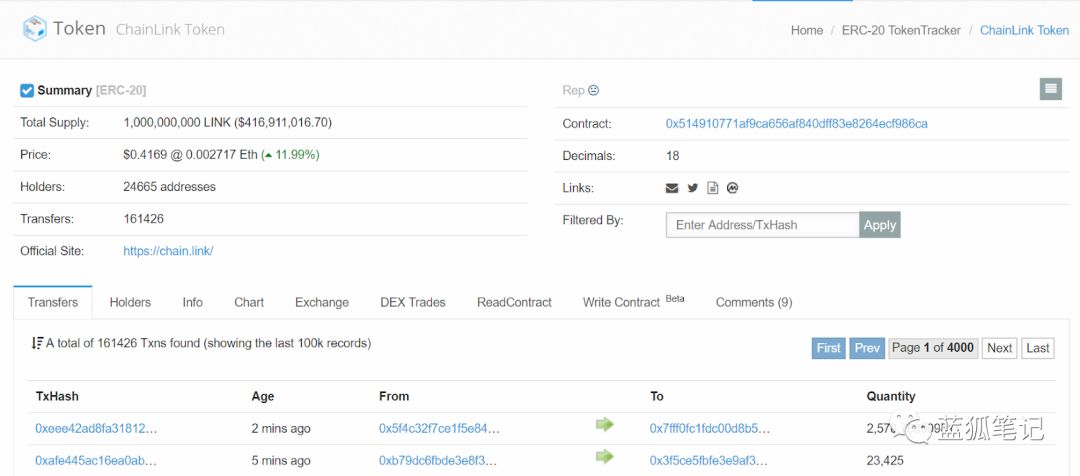 Token ChainLink Token
Home / ERC-20 TokenTracker / ChainLink Token
Summary [ERC-20]
Total Supply: 1,000,000,000 LINK ($416,911,016.70)
Price: $0.4169 @ 0.002717 Eth (11.99%)
Holders: 24665 addresses
Transfers: 161426
Official Site: https://chain.link/
Rep
Contract: 0x514910771af9ca656af840dff83e8264ecf986ca
Decimals: 18
Links:
Filtered By: Enter Address/TxHash Apply
Transfers Holders Info Chart Exchange DEX Trades ReadContract Write Contract Beta Comments (9)
A total of 161426 Txns found (showing the last 100k records)
First Prev Page 1 of 4000 Next Last
TxHash Age From To Quantity
0xeee42ad8fa31812... 2 mins ago 0x5f4c32f7ce1f5e84... 0x7fff0fc1fdc00d8b5...
0xafe445ac16ea0ab... 5 mins ago 0xb79dc6fbde3e8f3... 0x3f5ce5fbfe3e9af3... 23,425
蓝狐笔记